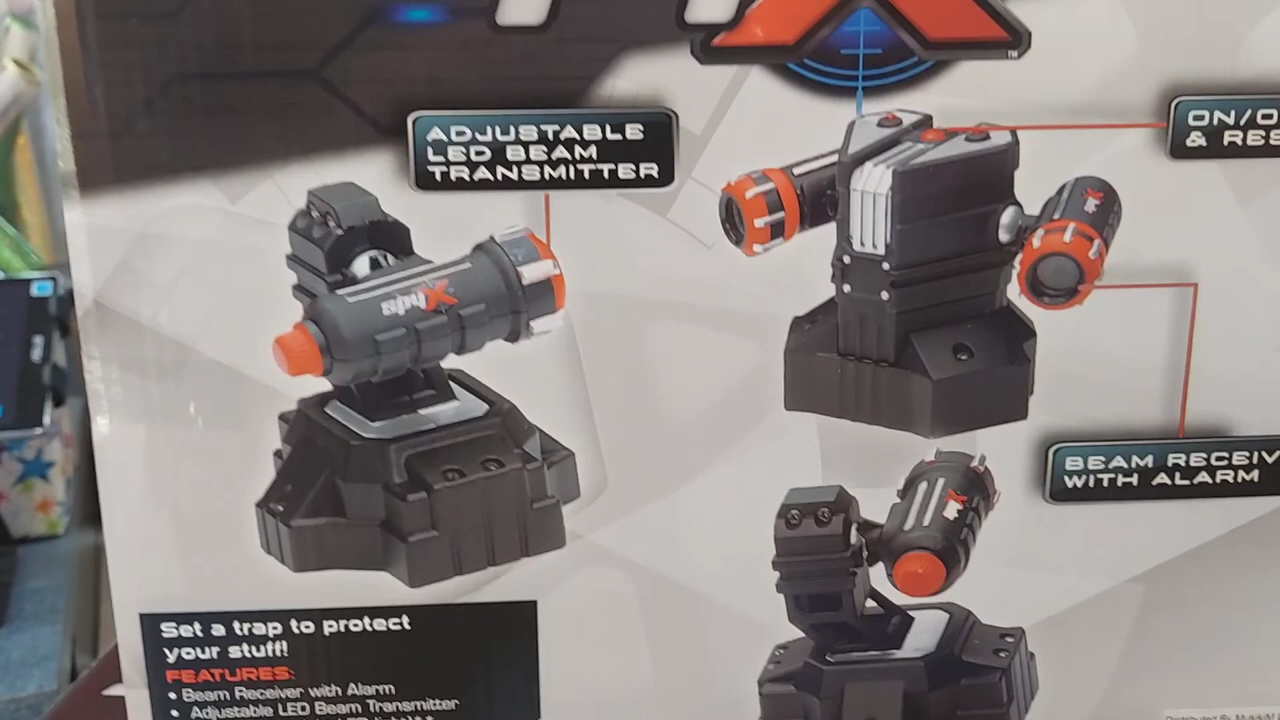 ADJUSTABLE
LED BEAM
TRANSMITTER
ON/O
& RES
spy X
BEAM RECEIV
WITH ALARM
Set a trap to protect
your stuff!
FEATURES:
• Beam Receiver with Alarm
• Adjustable LED Beam Transmitter